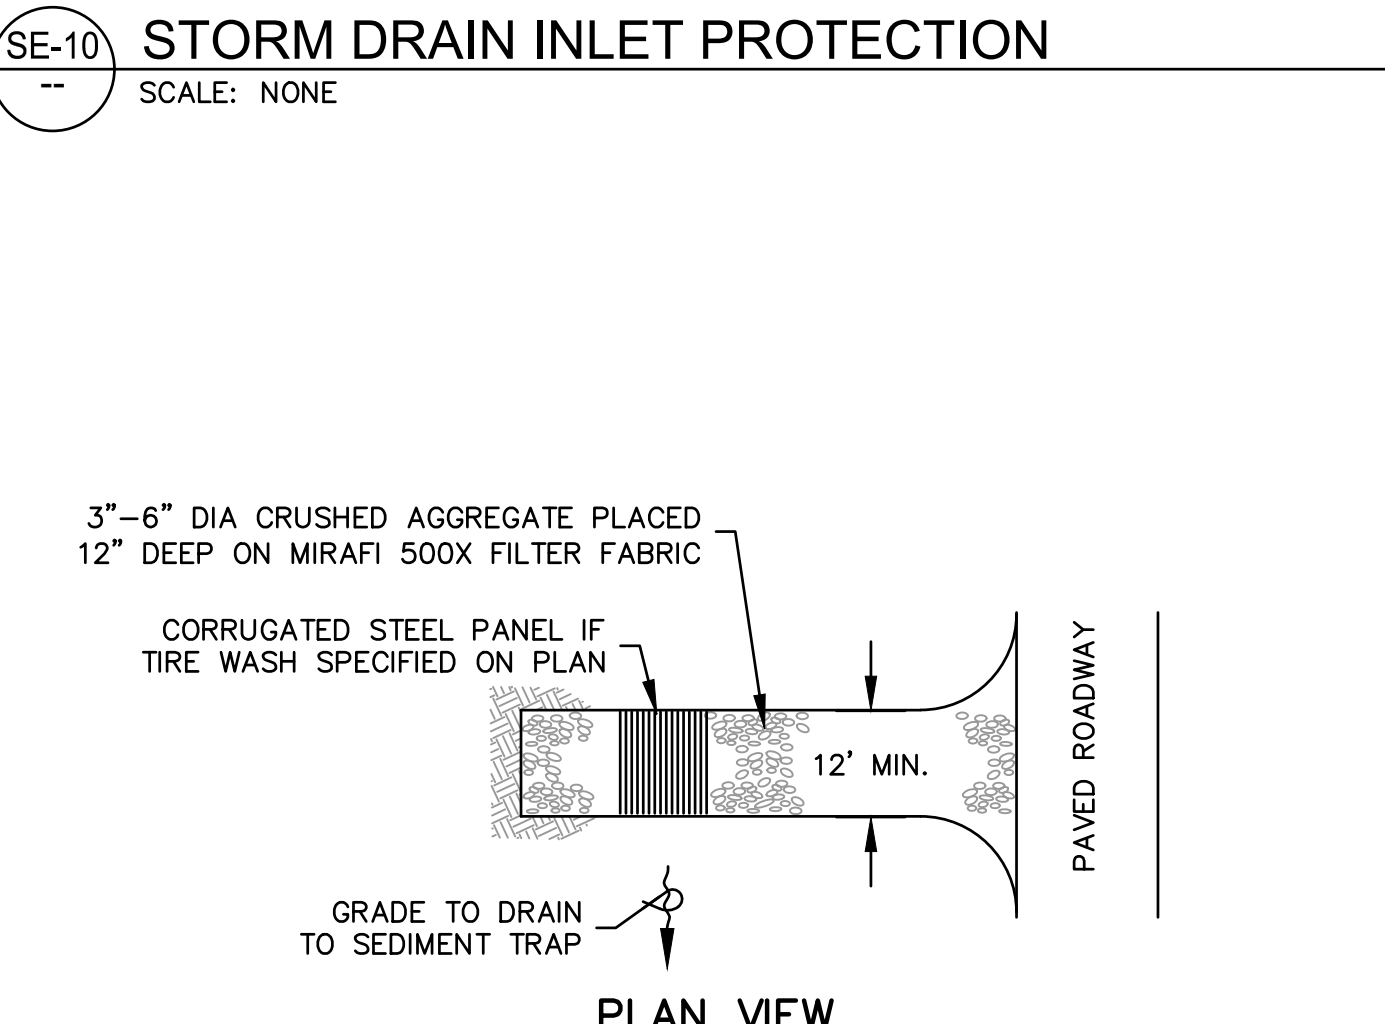 SE-10
--
STORM DRAIN INLET PROTECTION
SCALE: NONE
3”-6” DIA CRUSHED AGGREGATE PLACED
12” DEEP ON MIRAFI 500X FILTER FABRIC
CORRUGATED STEEL PANEL IF
TIRE WASH SPECIFIED ON PLAN
12’ MIN.
PAVED ROADWAY
GRADE TO DRAIN
TO SEDIMENT TRAP
PLAN VIEW